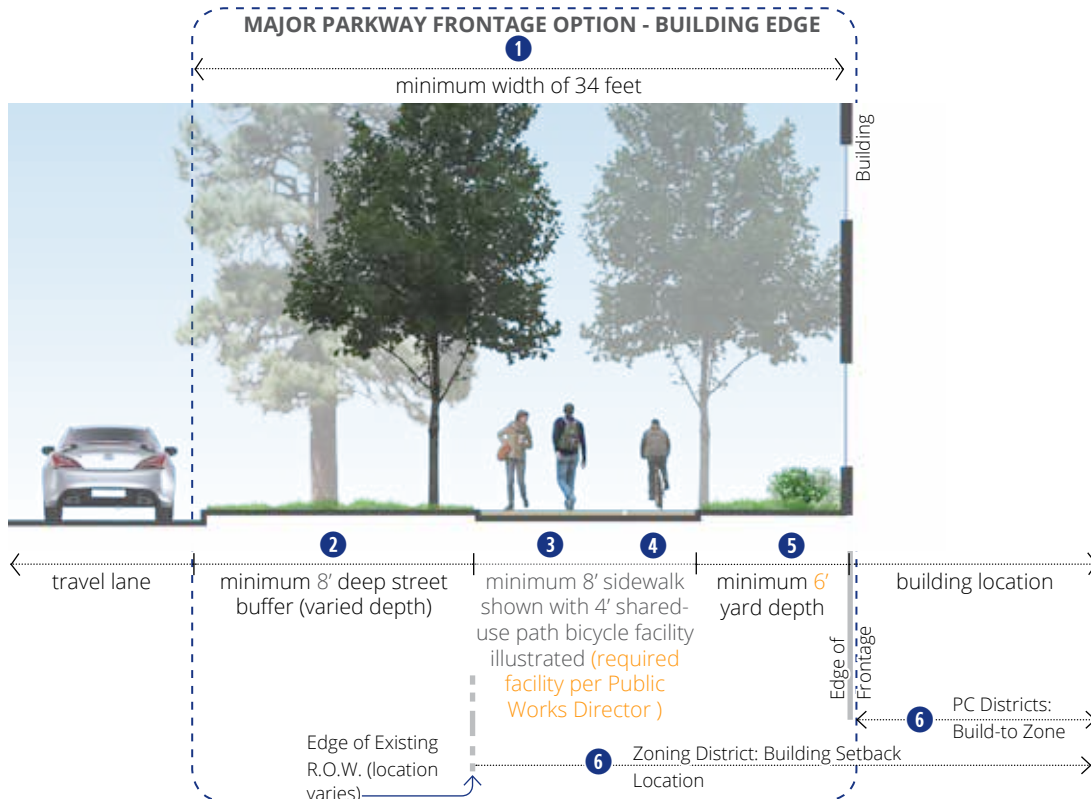 MAJOR PARKWAY FRONTAGE OPTION - BUILDING EDGE
1
minimum width of 34 feet
Building
2
3
4
5
travel lane
minimum 8’ deep street
buffer (varied depth)
minimum 8’ sidewalk
shown with 4’ shared-
use path bicycle facility
illustrated (required
facility per Public
Works Director )
minimum 6’
yard depth
building location
Edge of
Frontage
6
PC Districts:
Build-to Zone
Edge of Existing
R.O.W. (location
varies)
6
Zoning District: Building Setback
Location